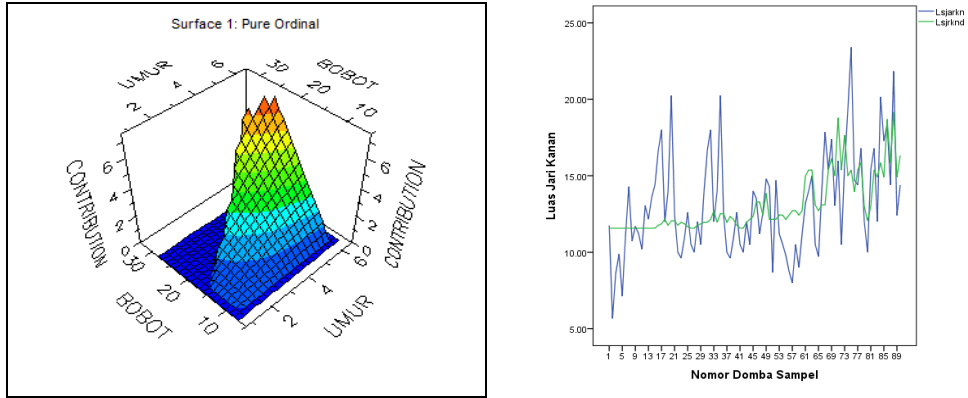 Surface 1: Pure Ordinal
UMUR
2 4 6
BOBOT
30 20 10
CONTRIBUTION
6
4
2
0
CONTRIBUTION
6
4
2
0
BOBOT
30 20 10
UMUR
2 4 6
Lsjarkn
Lsjrknd
Luas Jari Kanan
25.00
20.00
15.00
10.00
5.00
1 5 9 13 17 21 25 29 33 37 41 45 49 53 57 61 65 69 73 77 81 85 89
Nomor Domba Sampel